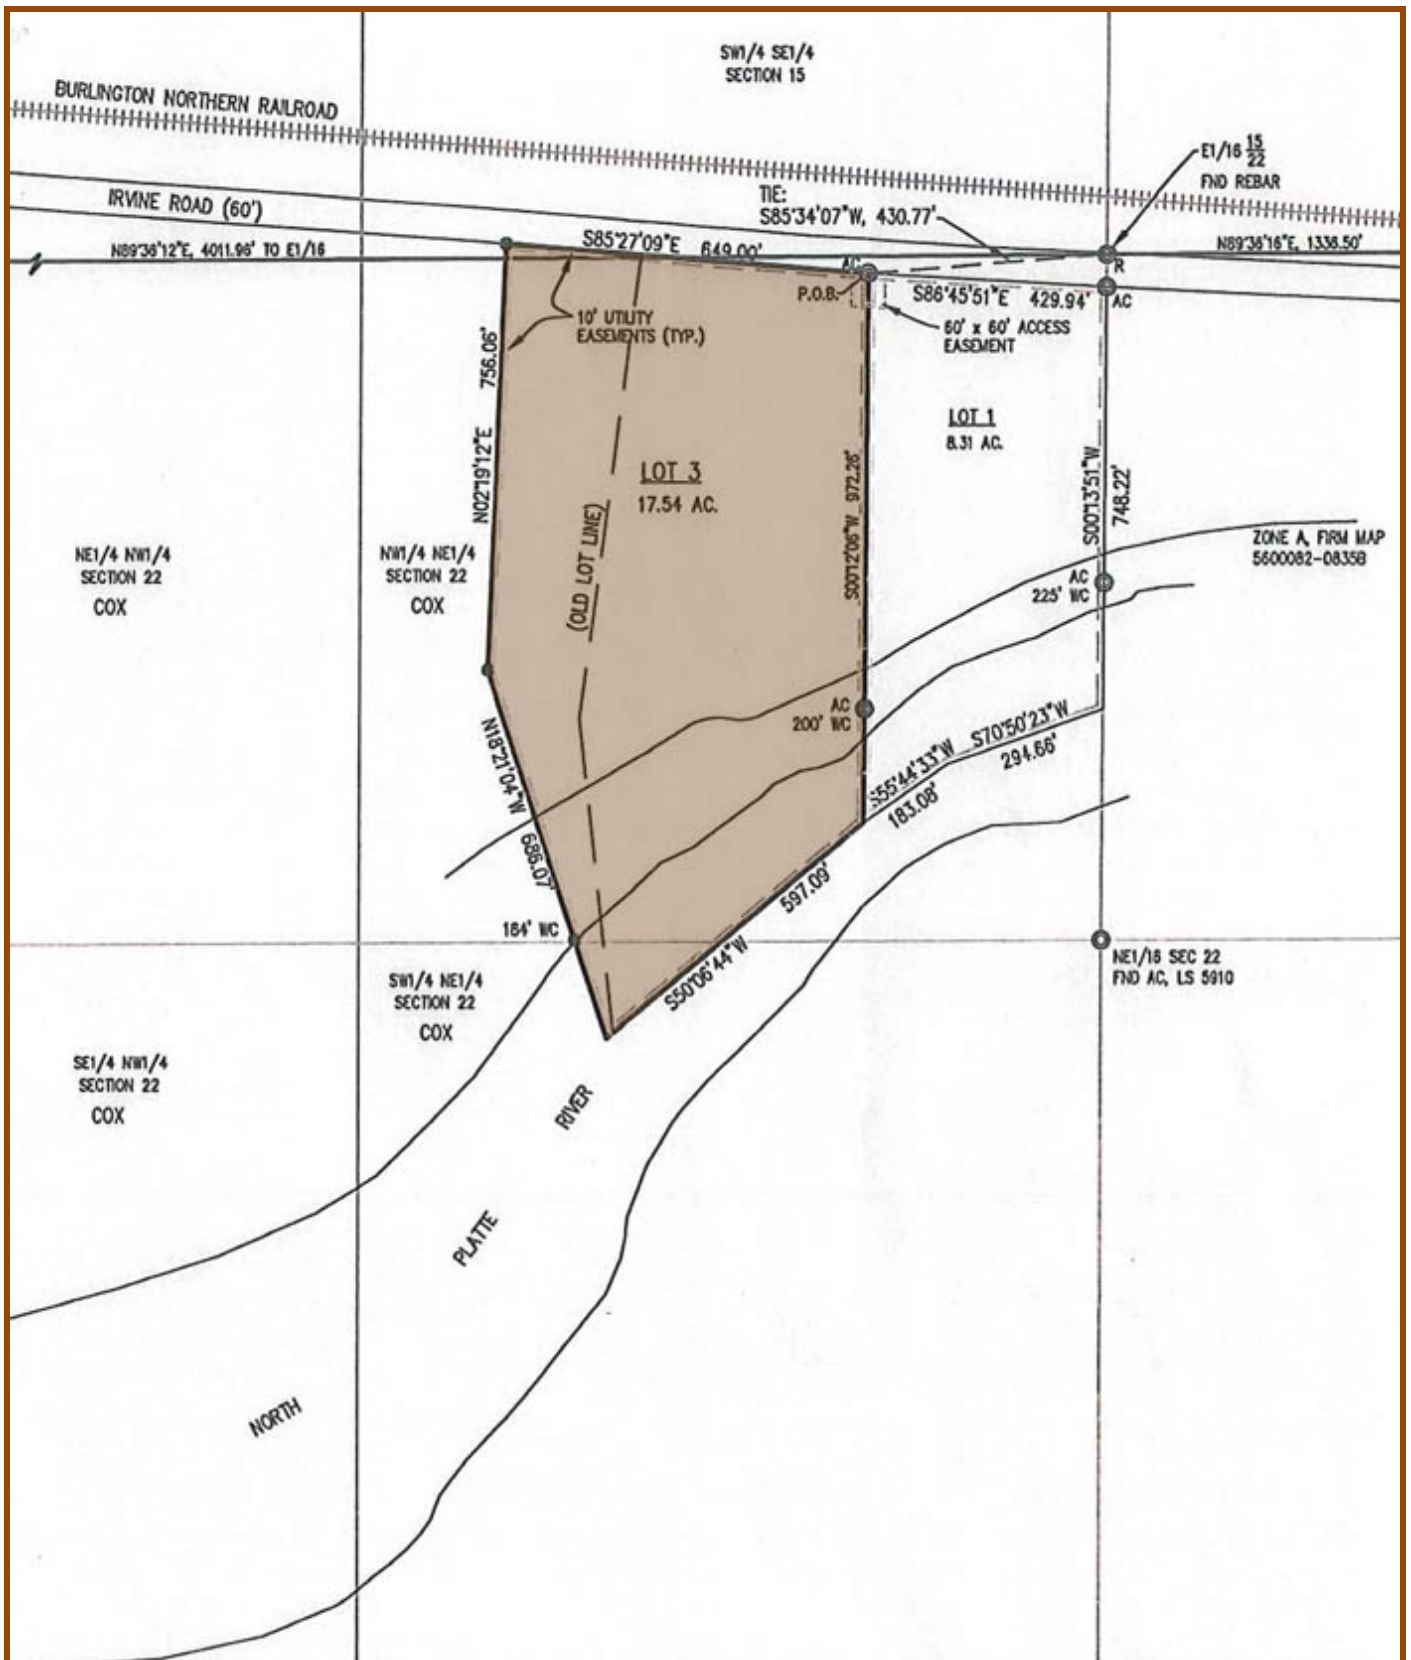 SW1/4 SE1/4
SECTION 15
BURLINGTON NORTHERN RAILROAD
E1/16 15
22
FND REBAR
TIE:
S85°34'07"W, 430.77'
IRVINE ROAD (60')
N89°36'12"E, 4011.96' TO E1/16
S85°27'09"E 649.00'
N89°36'16"E, 1338.50'
AC
R
P.O.B.
S86°45'51"E 429.94'
AC
10' UTILITY
EASEMENTS (TYP.)
60' x 60' ACCESS
EASEMENT
N02°19'12"E 756.06'
LOT 1
8.31 AC.
LOT 3
17.54 AC.
S00°12'06"W 972.26'
S00°13'51"W
748.22'
(OLD LOT LINE)
NE1/4 NW1/4
SECTION 22
COX
NW1/4 NE1/4
SECTION 22
COX
ZONE A, FIRM MAP
5600082-0835B
AC
225' WC
AC
200' WC
N18°21'04"W 686.07'
S55°44'33"W
183.08'
S70°50'23"W
294.66'
597.09'
S50°06'44"W
184' WC
NE1/16 SEC 22
FND AC, LS 5910
SW1/4 NE1/4
SECTION 22
COX
SE1/4 NW1/4
SECTION 22
COX
NORTH
PLATTE
RIVER